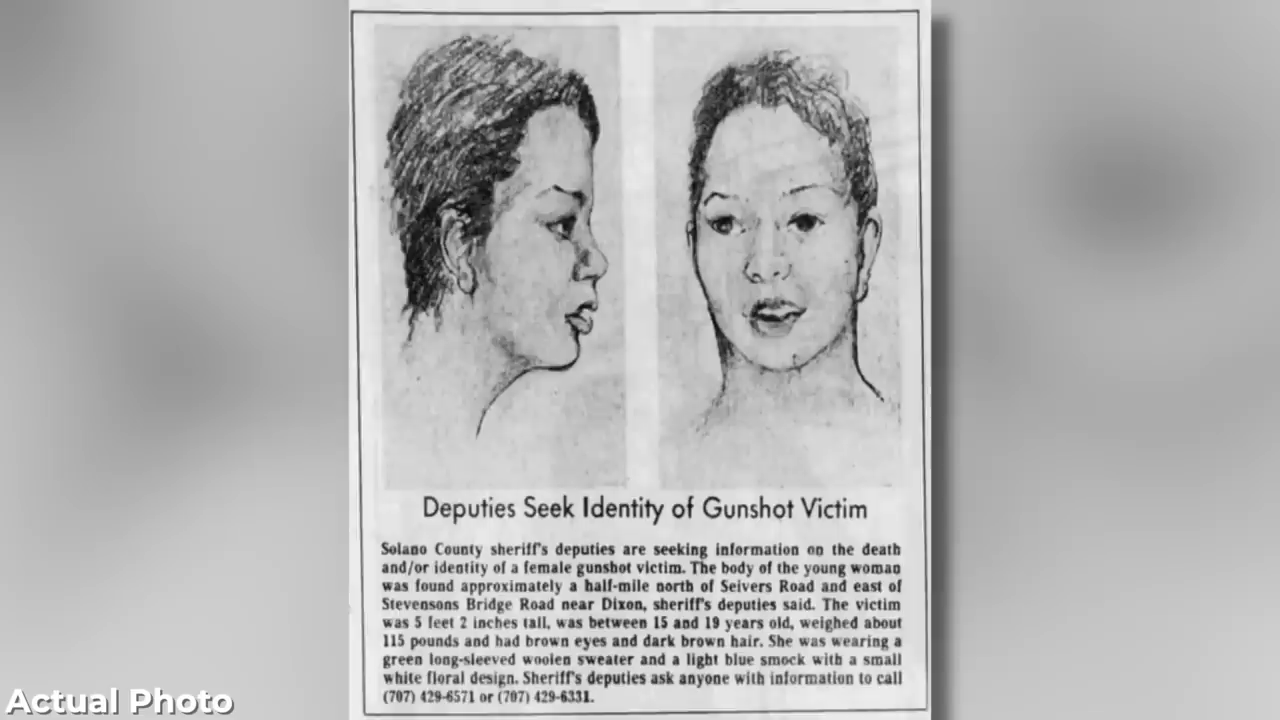 Deputies Seek Identity of Gunshot Victim
Solano County sheriff's deputies are seeking information on the death
and/or identity of a female gunshot victim. The body of the young woman
was found approximately a half-mile north of Seivers Road and east of
Stevensons Bridge Road near Dixon, sheriff's deputies said. The victim
was 5 feet 2 inches tall, was between 15 and 19 years old, weighed about
115 pounds and had brown eyes and dark brown hair. She was wearing a
green long-sleeved woolen sweater and a light blue smock with a small
white floral design. Sheriff's deputies ask anyone with information to call
(707) 429-6571 or (707) 429-6331.
Actual Photo